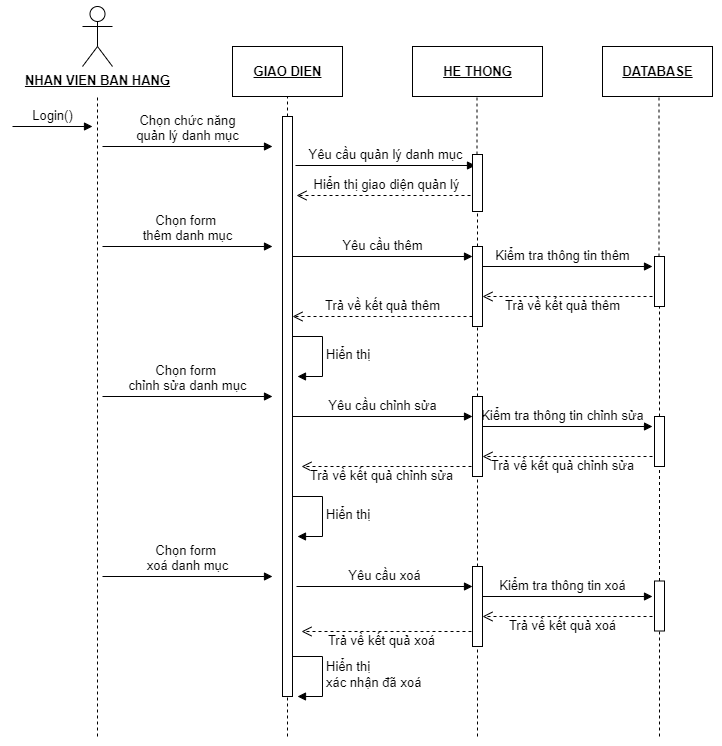 NHAN VIEN BAN HANG
GIAO DIEN
HE THONG
DATABASE
Login()
Chọn chức năng
quản lý danh mục
Yêu cầu quản lý danh mục
Hiển thị giao diện quản lý
Chọn form
thêm danh mục
Yêu cầu thêm
Kiểm tra thông tin thêm
Trả về kết quả thêm
Trả về kết quả thêm
Hiển thị
Chọn form
chỉnh sửa danh mục
Yêu cầu chỉnh sửa
Kiểm tra thông tin chỉnh sửa
Trả về kết quả chỉnh sửa
Trả về kết quả chỉnh sửa
Hiển thị
Chọn form
xoá danh mục
Yêu cầu xoá
Kiểm tra thông tin xoá
Trả về kết quả xoá
Trả về kết quả xoá
Hiển thị
xác nhận đã xoá